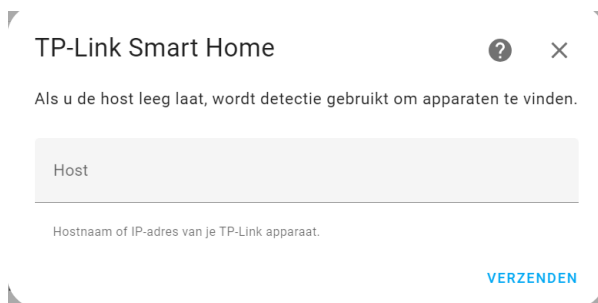 TP-Link Smart Home
Als u de host leeg laat, wordt detectie gebruikt om apparaten te vinden.
Host
Hostnaam of IP-adres van je TP-Link apparaat.
VERZENDEN